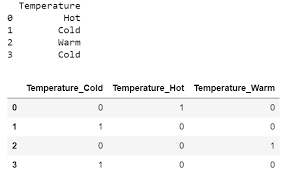 Temperature
0 Hot
1 Cold
2 Warm
3 Cold
Temperature_Cold Temperature_Hot Temperature_Warm
0 0 1 0
1 1 0 0
2 0 0 1
3 1 0 0